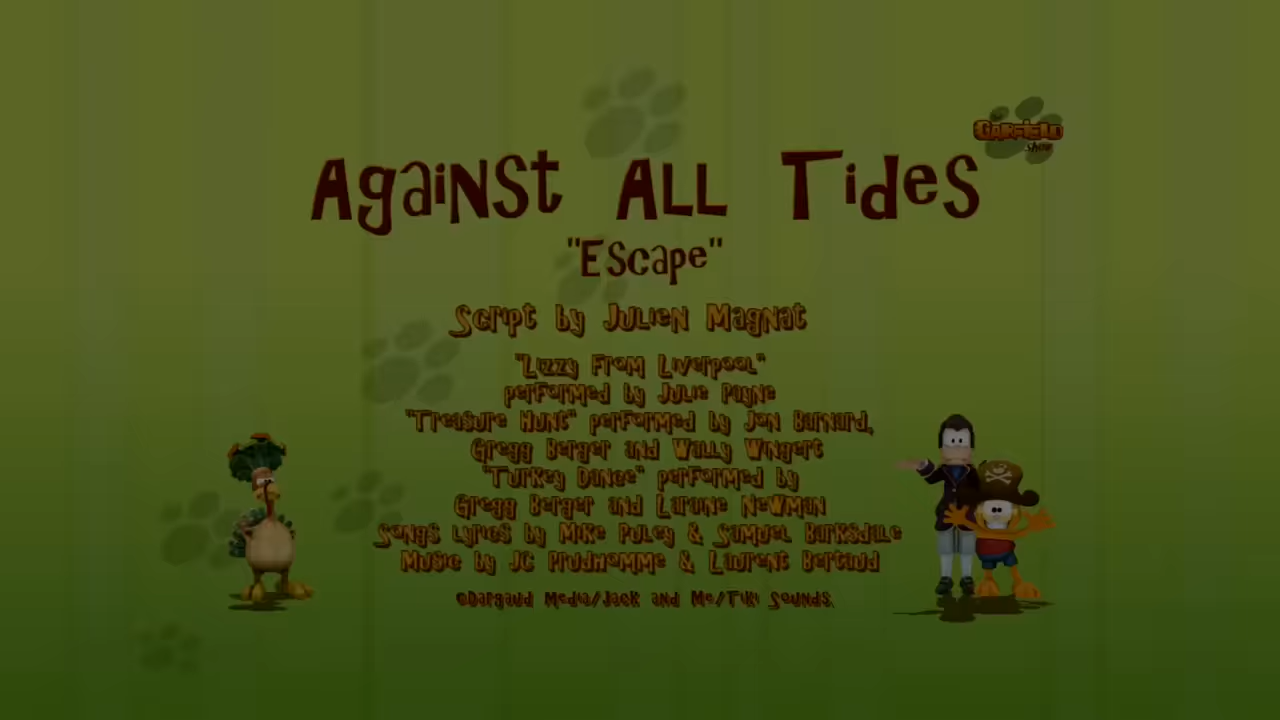 GARFIELD
show
Against All Tides
"Escape"
Script by Julien Magnat
"Lizzy From Liverpool"
performed by Julie Payne
"Treasure Hunt" performed by Jon Barnard,
Gregg Berger and Wally Wingert
"Turkey Dance" performed by
Gregg Berger and Laraine Newman
Songs lyrics by Mike Puley & Samuel Barksdale
Music by JC Prudhomme & Laurent Bertaud
©Dargaud Media/Jack and Me/Tiki Sounds.